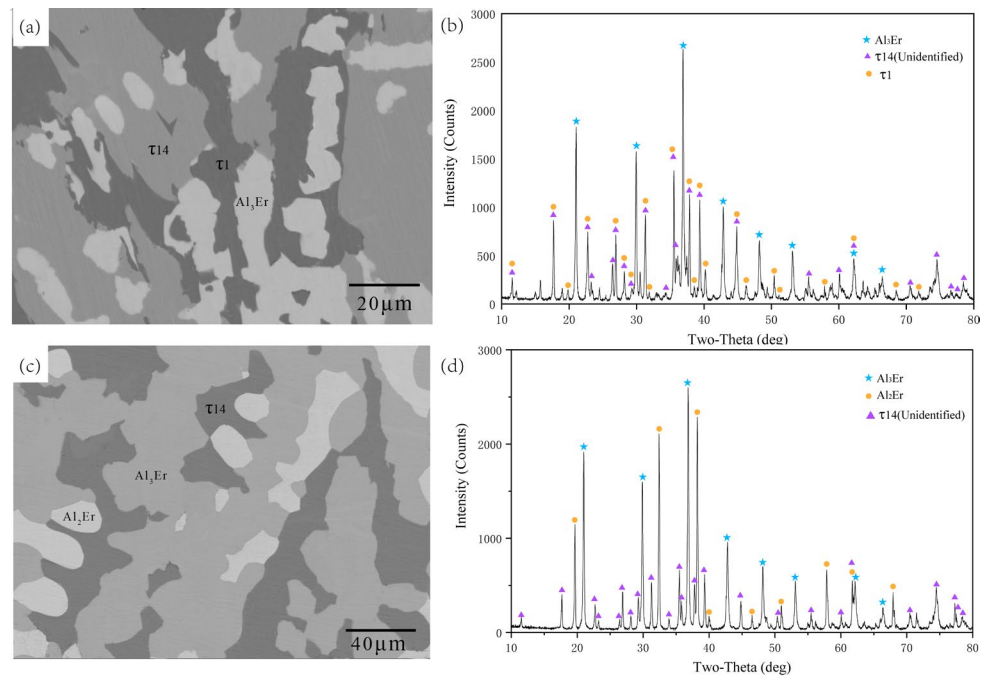 (a)
τ14
τ1
Al₃Er
20μm
(b)
3000
2500
2000
1500
1000
500
0
Intensity (Counts)
Al₃Er
τ14(Unidentified)
τ1
10 20 30 40 50 60 70 80
Two-Theta (deg)
(c)
τ14
Al₃Er
Al₂Er
40μm
(d)
3000
2000
1000
0
Intensity (Counts)
Al₃Er
Al₂Er
τ14(Unidentified)
10 20 30 40 50 60 70 80
Two-Theta (deg)